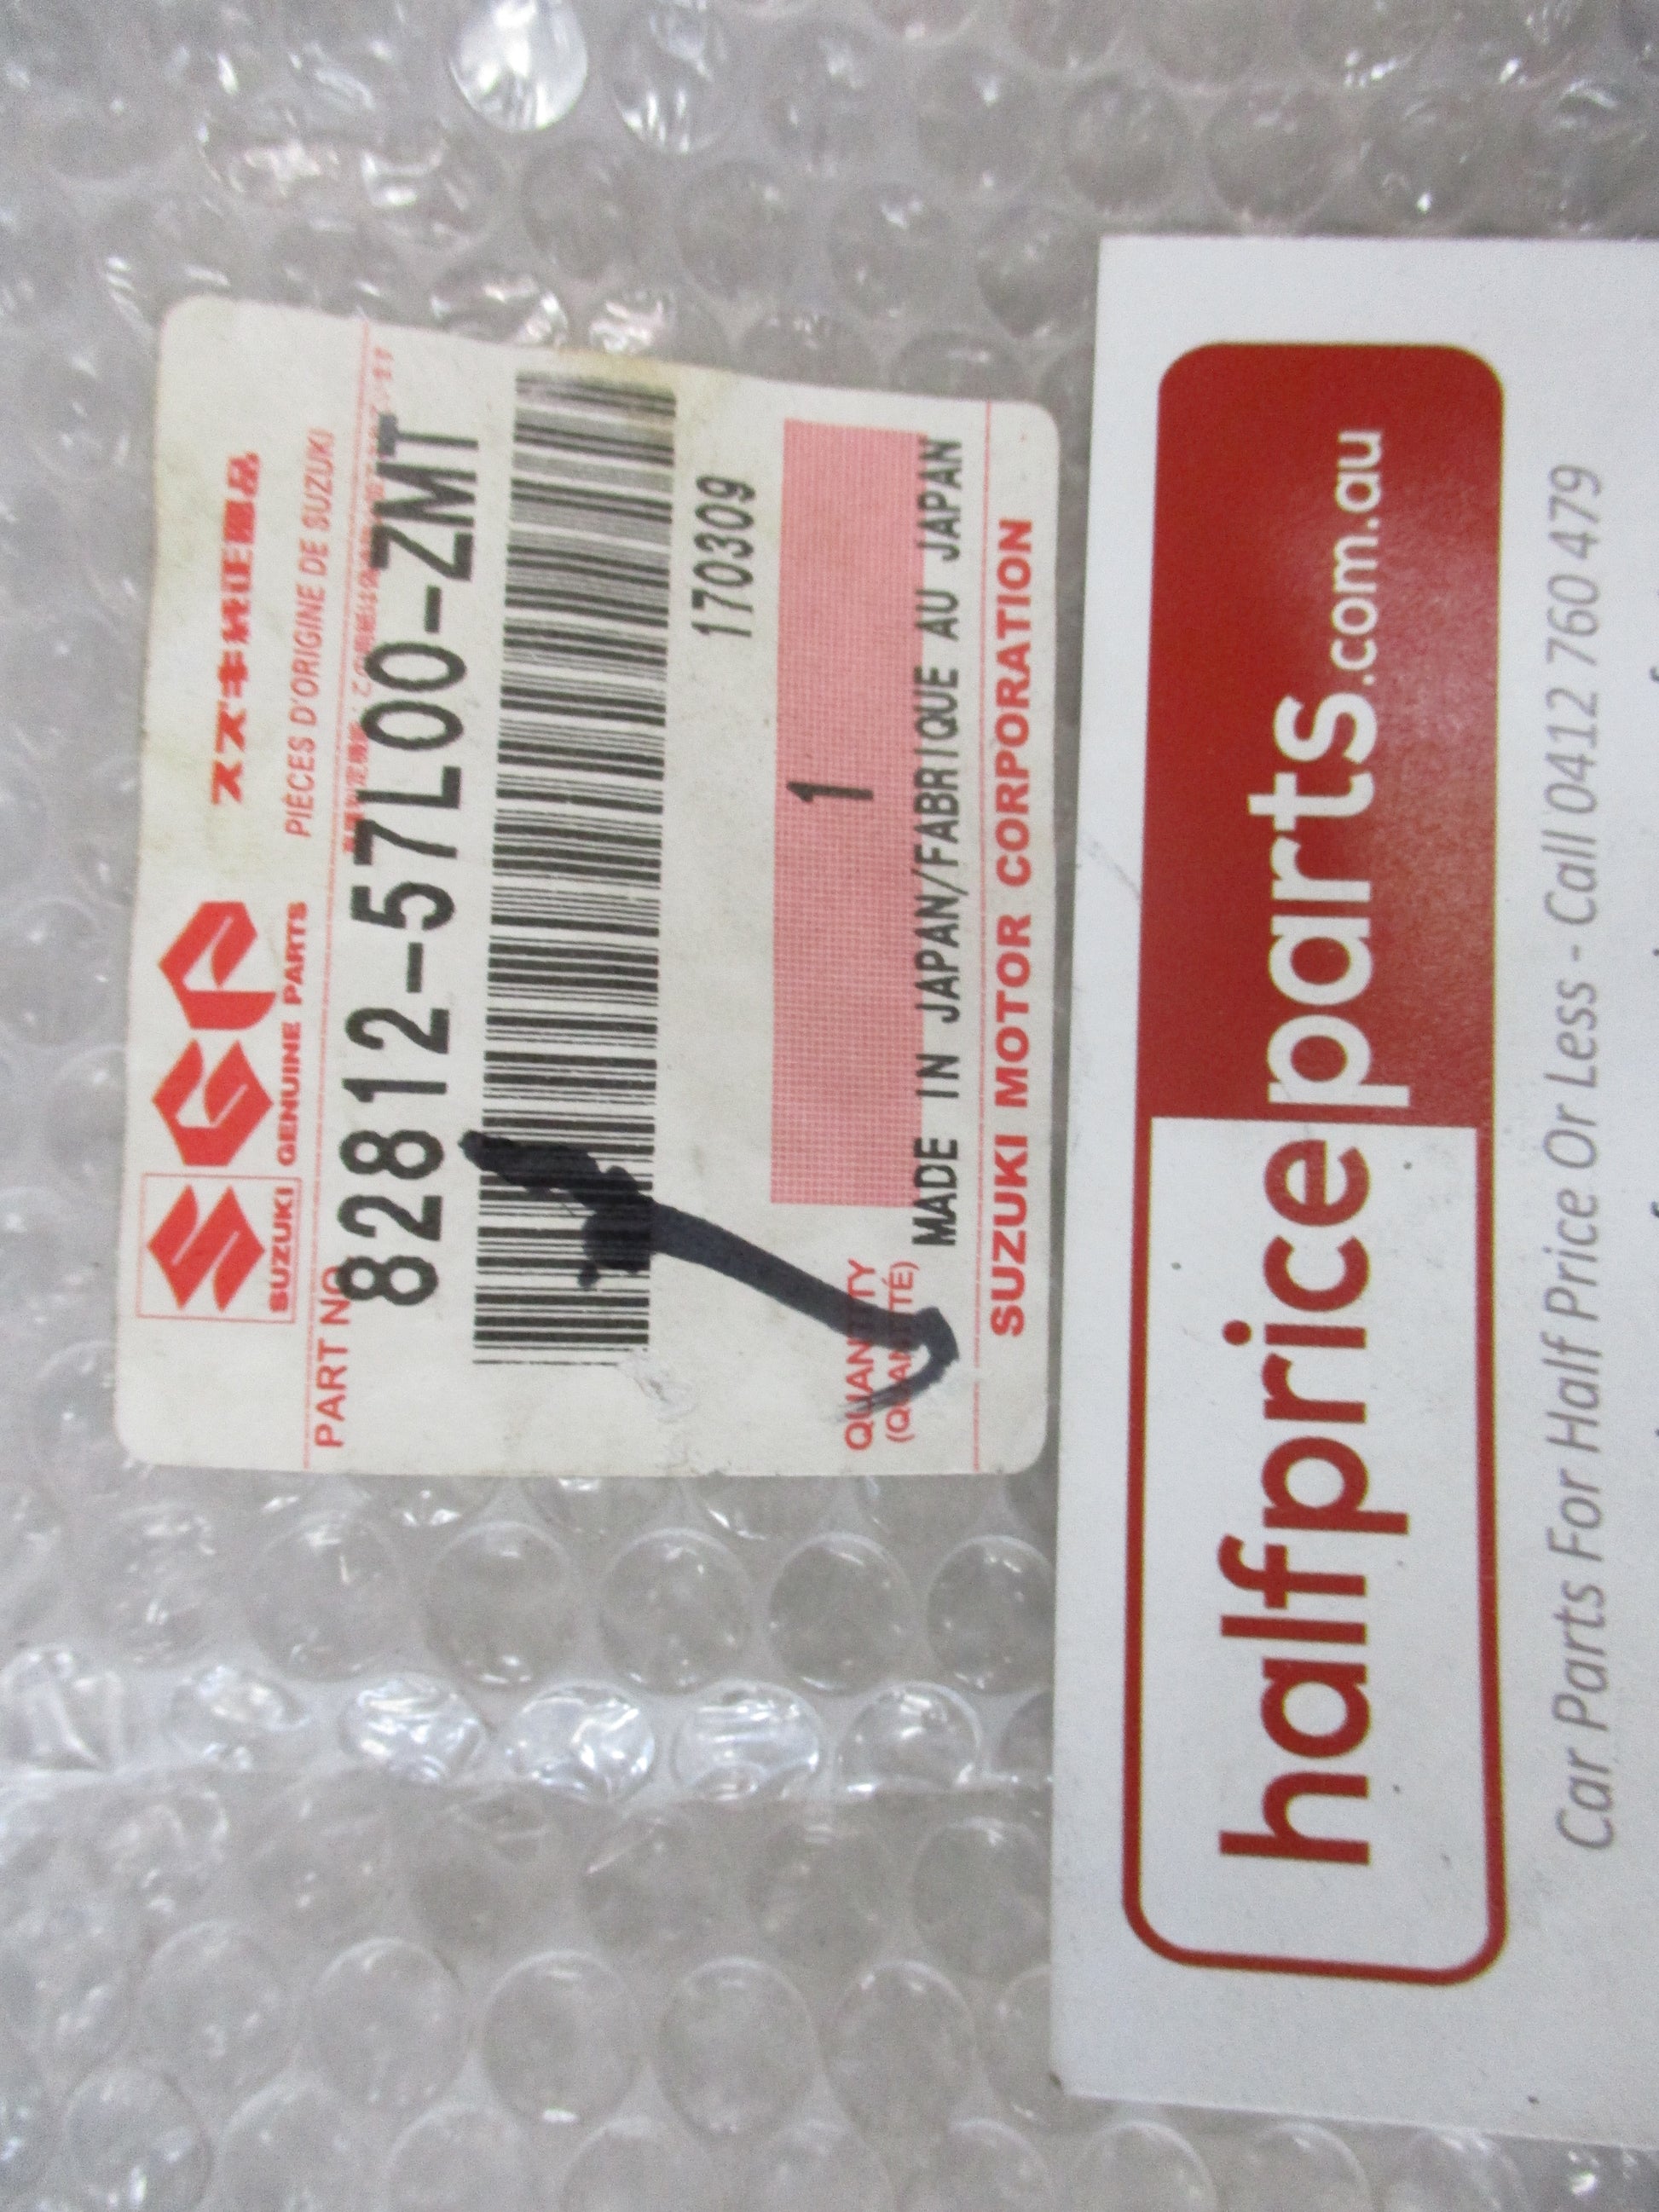 SUZUKI
SGP
GENUINE PARTS
スズキ純正部品
PIÈCES D'ORIGINE DE SUZUKI
PART NO.
82812-57L00-ZMT
170309
QUANTITY
(QUANTITÉ)
1
MADE IN JAPAN/FABRIQUE AU JAPAN
SUZUKI MOTOR CORPORATION
halfpriceparts.com.au
Car Parts For Half Price Or Less - Call 0412 760 479